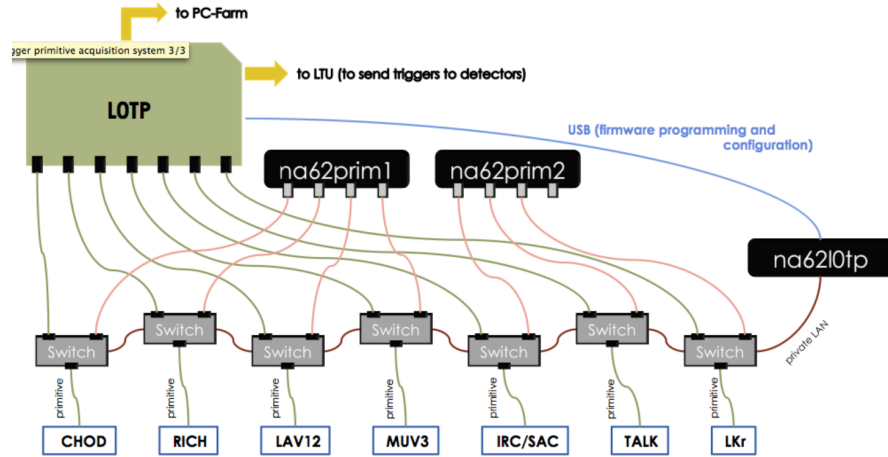 to PC-Farm
gger primitive acquisition system 3/3
to LTU (to send triggers to detectors)
L0TP
USB (firmware programming and
configuration)
na62prim1
na62prim2
na62l0tp
Switch
Switch
Switch
Switch
Switch
Switch
Switch
private LAN
primitive
primitive
primitive
primitive
primitive
primitive
primitive
CHOD
RICH
LAV12
MUV3
IRC/SAC
TALK
LKr